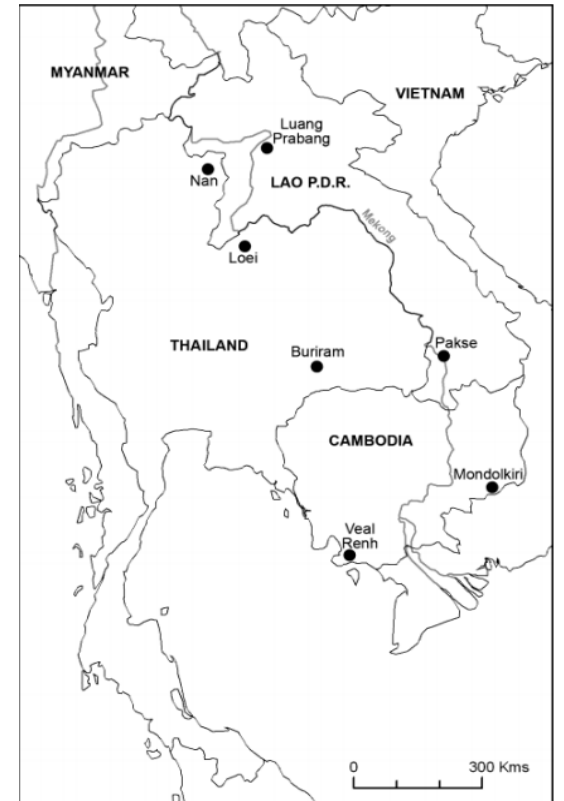 MYANMAR
VIETNAM
Luang
Prabang
Nan
LAO P.D.R.
Mekong
Loei
THAILAND
Buriram
Pakse
CAMBODIA
Mondolkiri
Veal
Renh
0 300 Kms